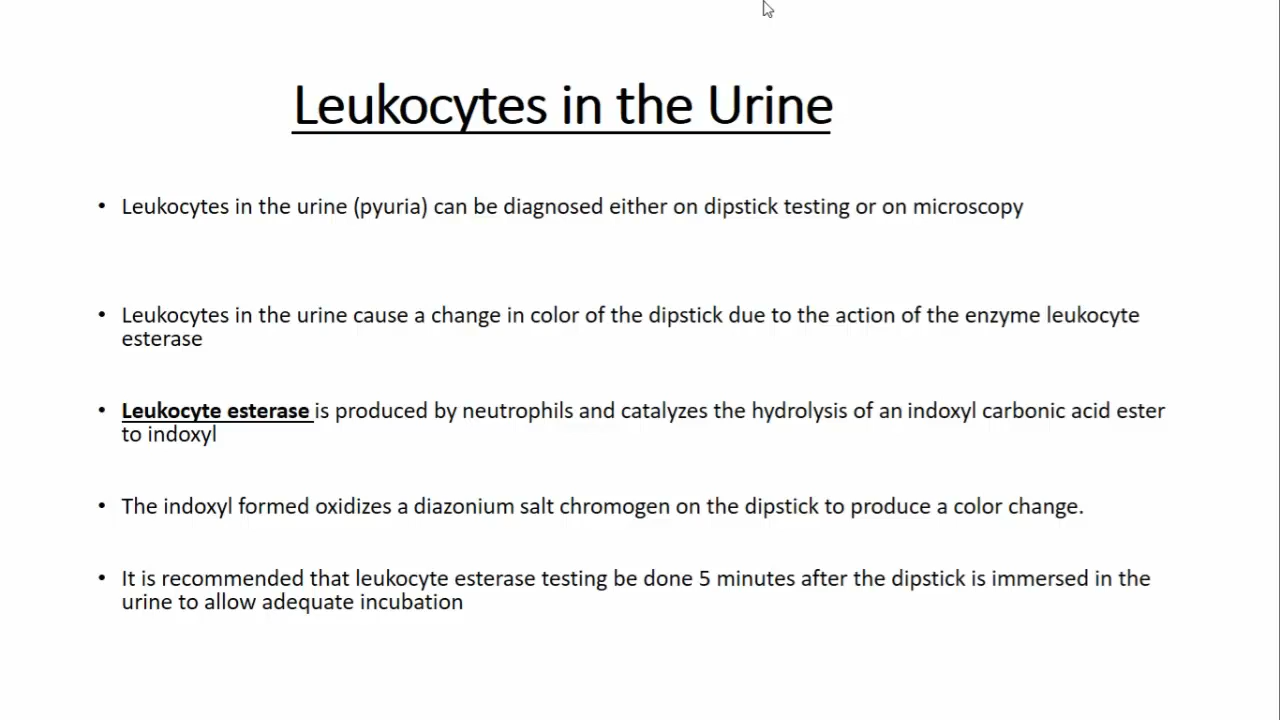 Leukocytes in the Urine
• Leukocytes in the urine (pyuria) can be diagnosed either on dipstick testing or on microscopy
• Leukocytes in the urine cause a change in color of the dipstick due to the action of the enzyme leukocyte
esterase
• Leukocyte esterase is produced by neutrophils and catalyzes the hydrolysis of an indoxyl carbonic acid ester
to indoxyl
• The indoxyl formed oxidizes a diazonium salt chromogen on the dipstick to produce a color change.
• It is recommended that leukocyte esterase testing be done 5 minutes after the dipstick is immersed in the
urine to allow adequate incubation